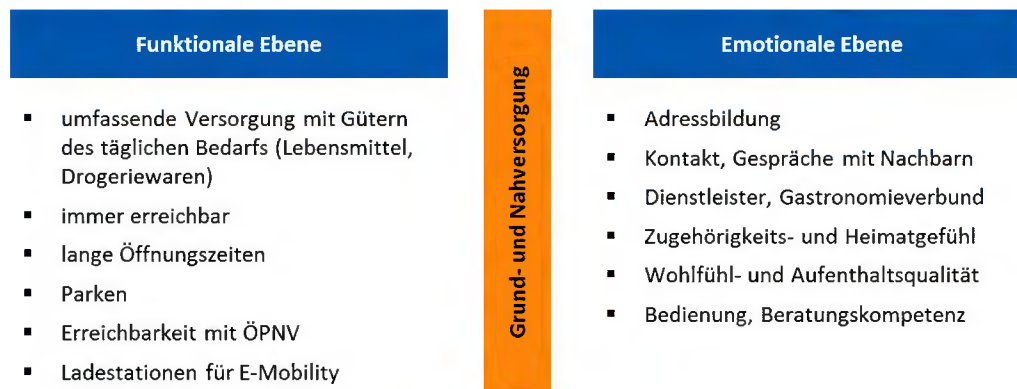 Funktionale Ebene
umfassende Versorgung mit Gütern
des täglichen Bedarfs (Lebensmittel,
Drogeriewaren)
immer erreichbar
lange Öffnungszeiten
Parken
Erreichbarkeit mit ÖPNV
Ladestationen für E-Mobility
Grund- und Nahversorgung
Emotionale Ebene
Adressbildung
Kontakt, Gespräche mit Nachbarn
Dienstleister, Gastronomieverbund
Zugehörigkeits- und Heimatgefühl
Wohlfühl- und Aufenthaltsqualität
Bedienung, Beratungskompetenz